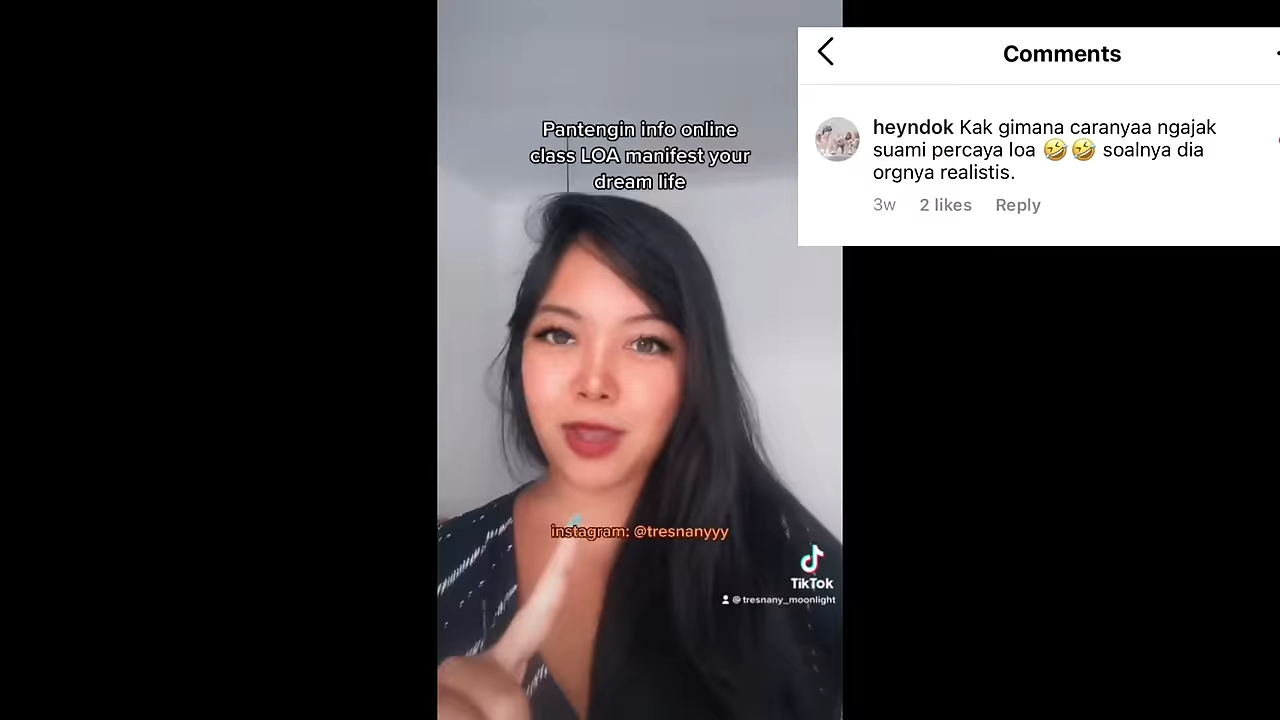 Pantengin info online
class LOA manifest your
dream life
instagram: @tresnanyyy
TikTok
@tresnany_moonlight
Comments
heyndok Kak gimana caranyaa ngajak
suami percaya loa 🤣🤣 soalnya dia
orgnya realistis.
3w 2 likes Reply